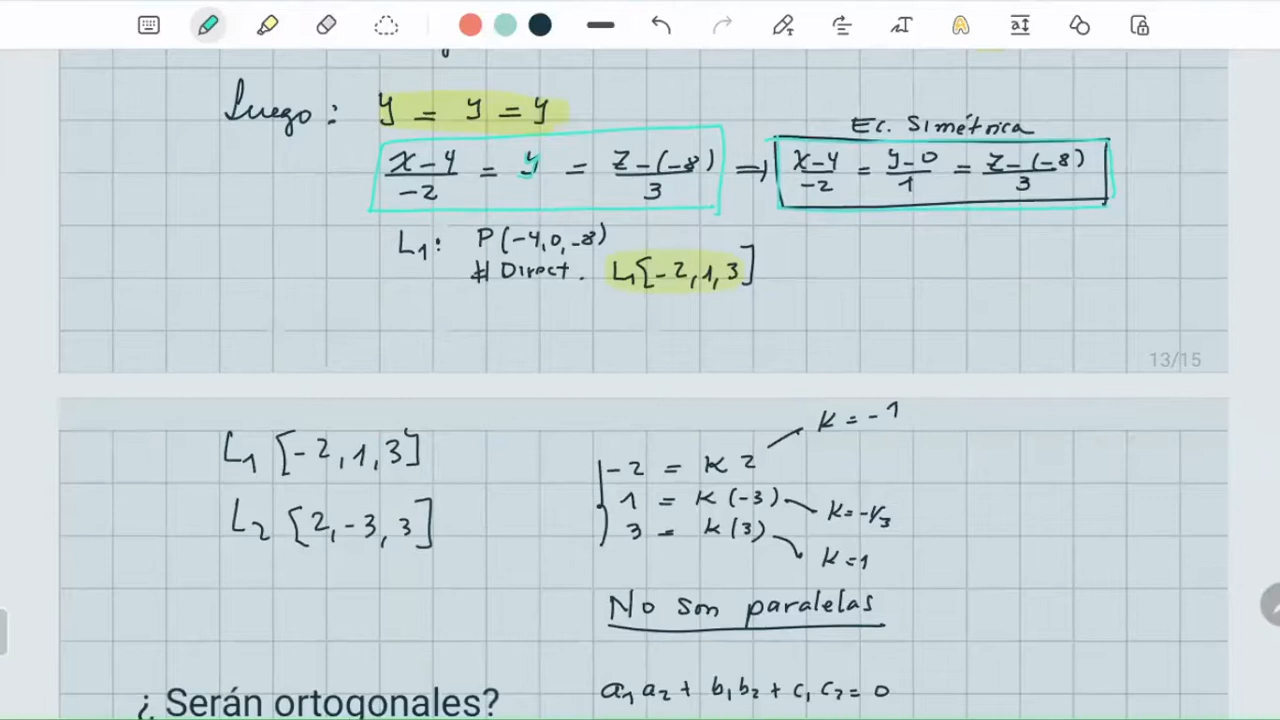 Luego: y = y = y
Ec. Simétrica
x-4/-2 = y = z-(-8)/3 ⇒ x-4/-2 = y-0/1 = z-(-8)/3
L1: P(-4,0,-8)
# Direct. L1[-2,1,3]
13/15
L1 [-2,1,3]
L2 [2,-3,3]
K = -1
-2 = K 2
1 = K (-3) K = -1/3
3 = K (3)
K = 1
No son paralelas
a1 a2 + b1 b2 + c1 c2 = 0
¿ Serán ortogonales?